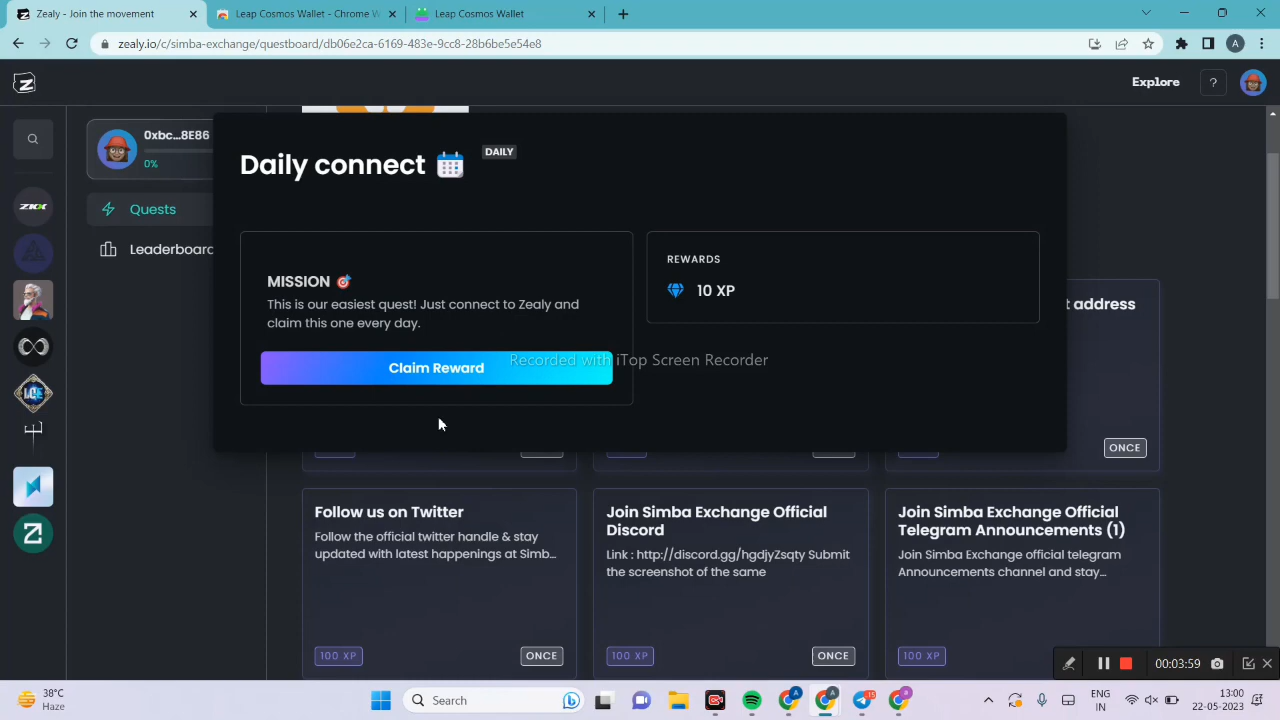 Zealy - Join the movement
Leap Cosmos Wallet - Chrome W
Leap Cosmos Wallet
zealy.io/c/simba-exchange/questboard/db06e2ca-6169-483e-9cc8-28b6be5e54e8
A
Explore
?
0xbc...8E86
0%
ZKX
Quests
Leaderboard
Daily connect
DAILY
MISSION
This is our easiest quest! Just connect to Zealy and
claim this one every day.
Claim Reward
REWARDS
10 XP
Recorded with iTop Screen Recorder
t address
ONCE
Follow us on Twitter
Follow the official twitter handle & stay
updated with latest happenings at Simb...
100 XP
ONCE
Join Simba Exchange Official
Discord
Link : http://discord.gg/hgdjyZsqty Submit
the screenshot of the same
100 XP
ONCE
Join Simba Exchange Official
Telegram Announcements (1)
Join Simba Exchange official telegram
Announcements channel and stay...
100 XP
00:03:59
38°C
Haze
Search
15
ENG
IN
13:00
22-05-2023